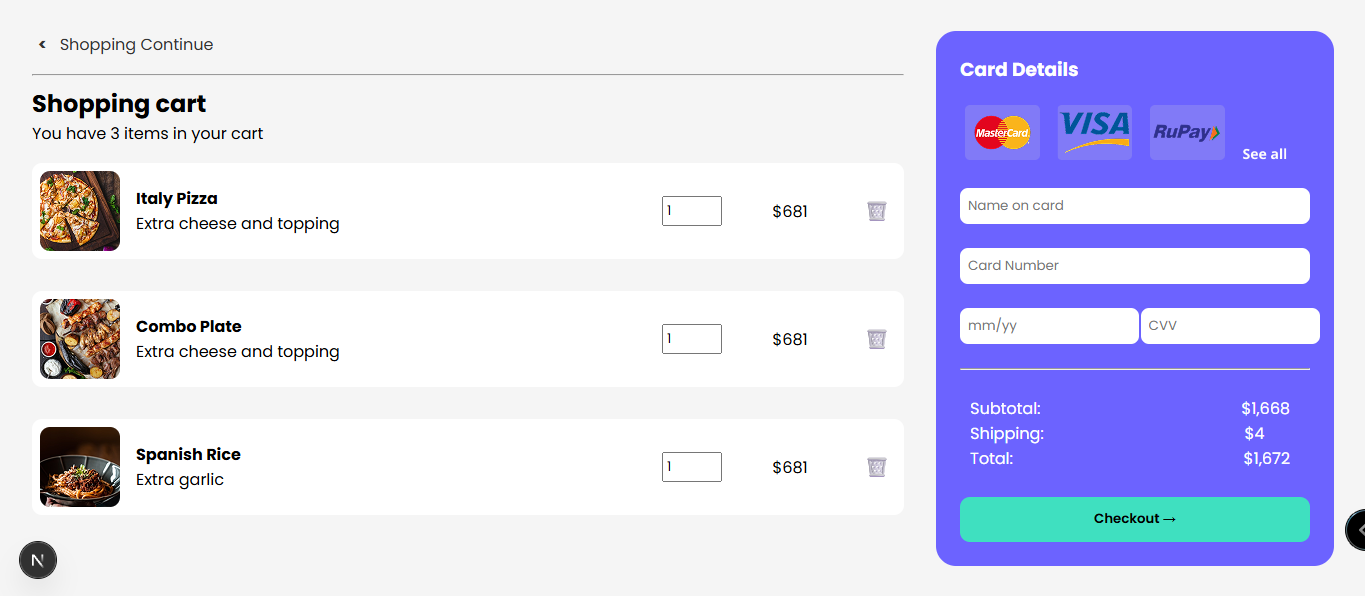 Shopping Continue
Shopping cart
You have 3 items in your cart
Italy Pizza
Extra cheese and topping
1
$681
Combo Plate
Extra cheese and topping
1
$681
Spanish Rice
Extra garlic
1
$681
N
Card Details
MasterCard
VISA
RuPay
See all
Name on card
Card Number
mm/yy
CVV
Subtotal: $1,668
Shipping: $4
Total: $1,672
Checkout →